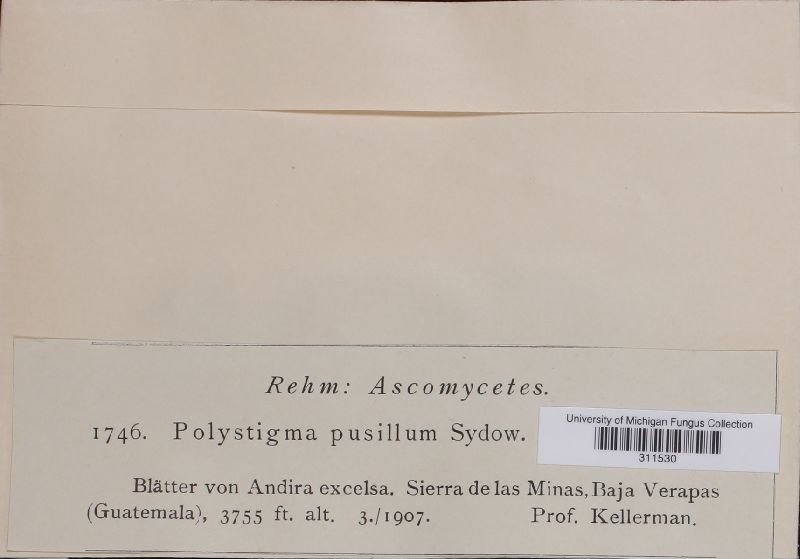 Rehm: Ascomycetes.
1746. Polystigma pusillum Sydow.
University of Michigan Fungus Collection
311530
Blätter von Andira excelsa. Sierra de las Minas, Baja Verapas
(Guatemala), 3755 ft. alt. 3./1907. Prof. Kellerman.